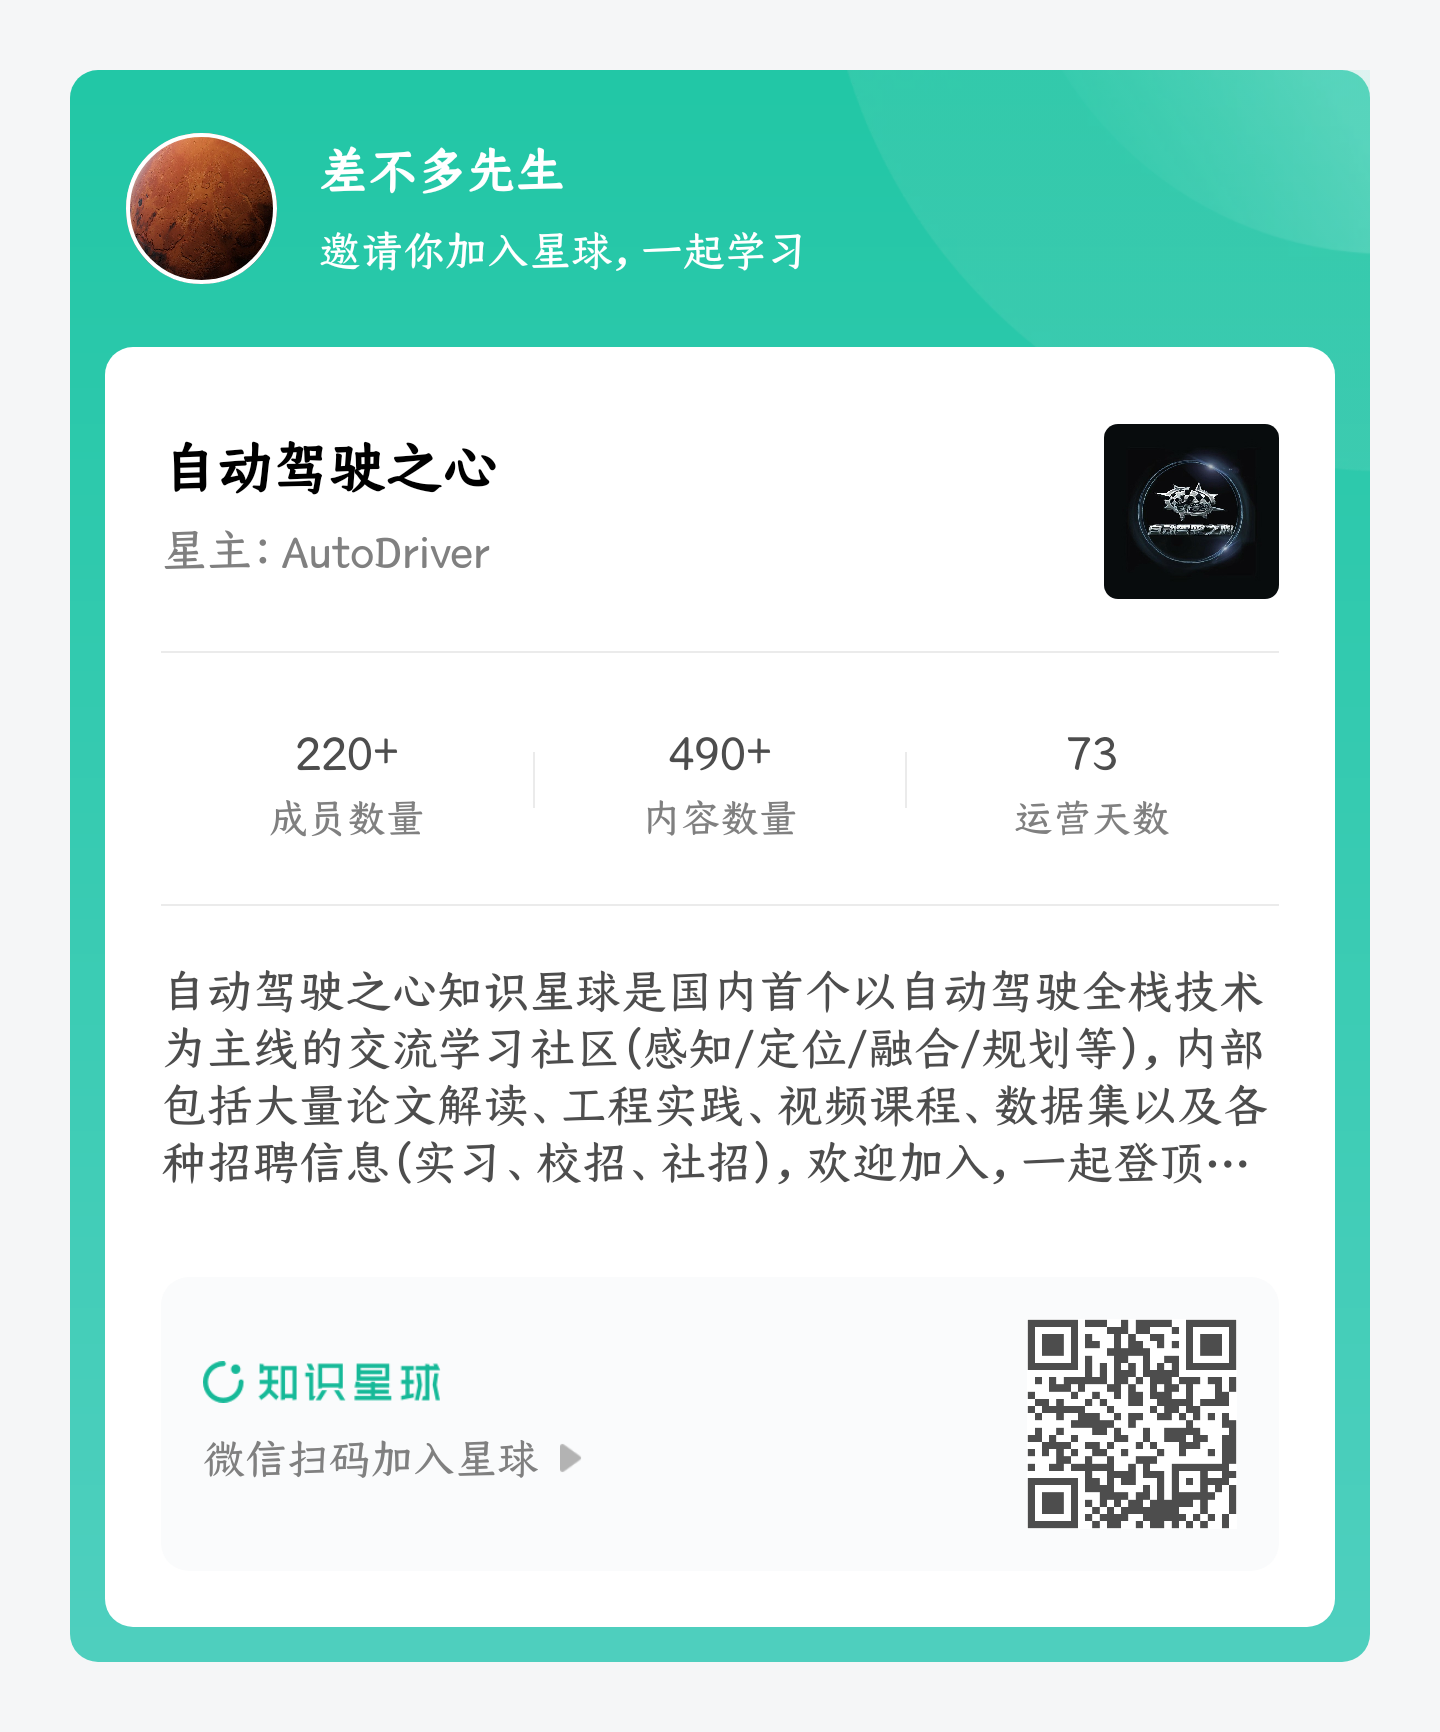 差不多先生
邀请你加入星球，一起学习
自动驾驶之心
星主：AutoDriver
自动驾驶之心
220+
成员数量
490+
内容数量
73
运营天数
自动驾驶之心知识星球是国内首个以自动驾驶全栈技术
为主线的交流学习社区(感知/定位/融合/规划等)，内部
包括大量论文解读、工程实践、视频课程、数据集以及各
种招聘信息(实习、校招、社招)，欢迎加入，一起登顶…
知识星球
微信扫码加入星球